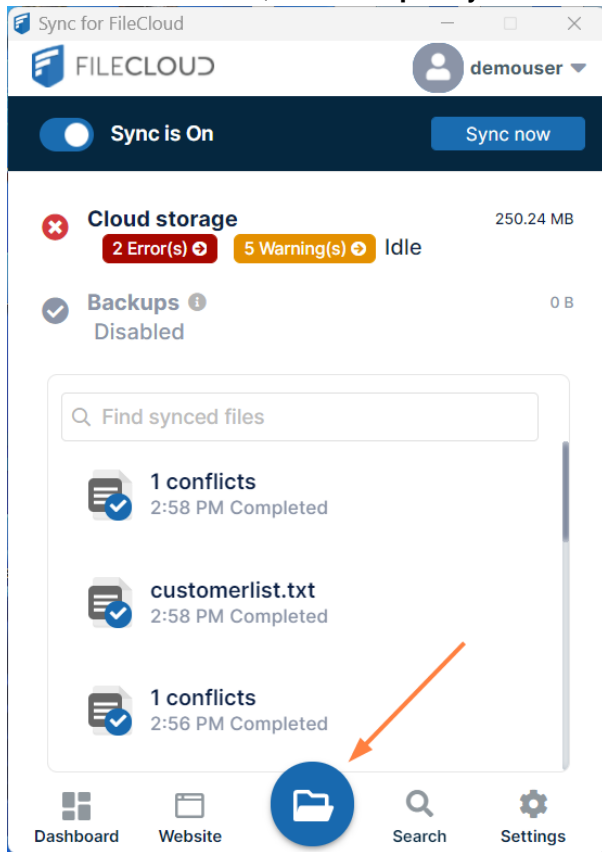 Sync for FileCloud
FILECLOUD
demouser
Sync is On
Sync now
Cloud storage
250.24 MB
2 Error(s)
5 Warning(s)
Idle
Backups
0 B
Disabled
Find synced files
1 conflicts
2:58 PM Completed
customerlist.txt
2:58 PM Completed
1 conflicts
2:56 PM Completed
Dashboard
Website
Search
Settings